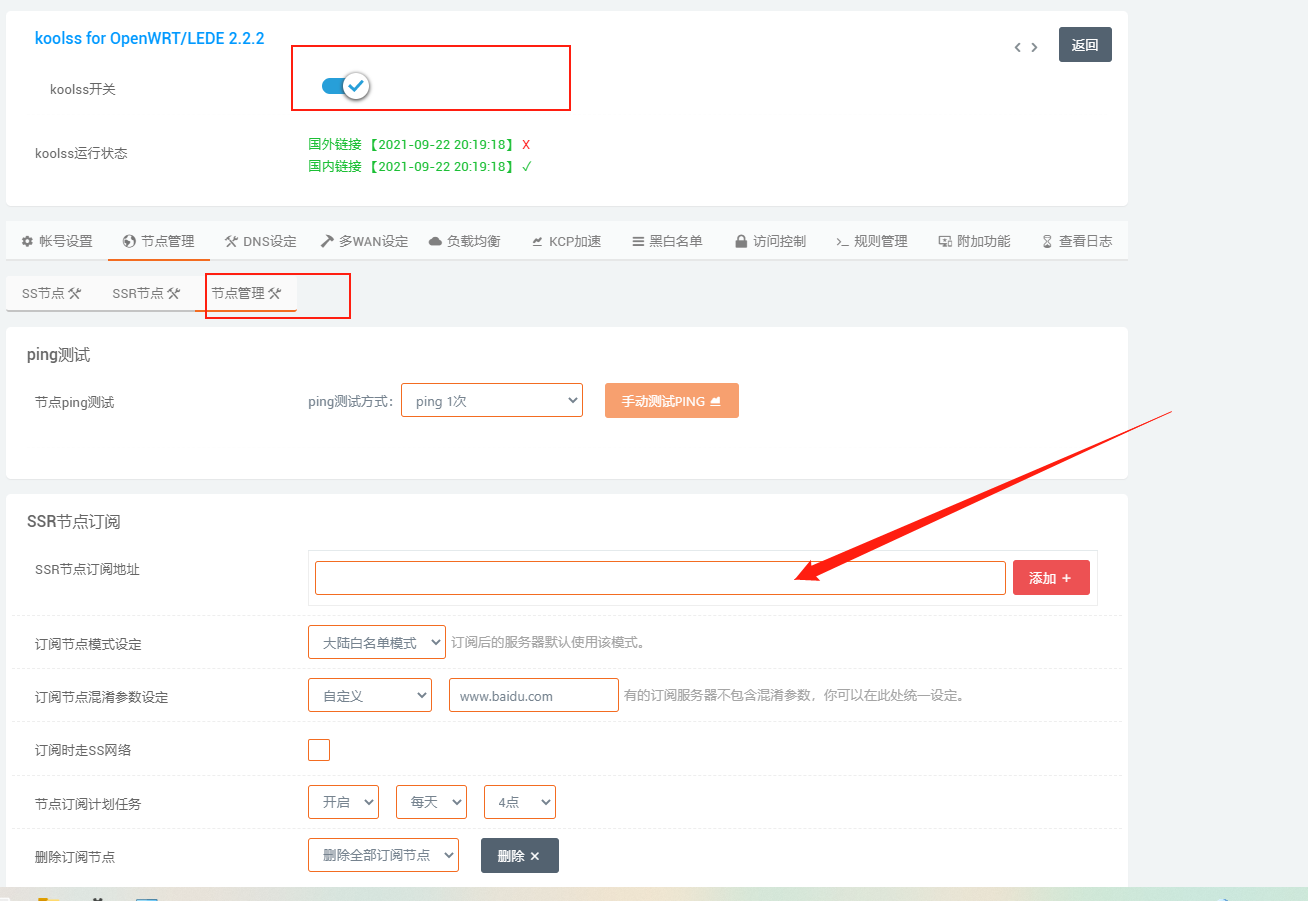 koolss for OpenWRT/LEDE 2.2.2
返回
koolss开关
koolss运行状态
国外链接 【2021-09-22 20:19:18】 X
国内链接 【2021-09-22 20:19:18】 ✓
帐号设置 节点管理 DNS设定 多WAN设定 负载均衡 KCP加速 黑白名单 访问控制 规则管理 附加功能 查看日志
SS节点 SSR节点 节点管理
ping测试
节点ping测试 ping测试方式: ping 1次 手动测试PING
SSR节点订阅
SSR节点订阅地址 添加 +
订阅节点模式设定 大陆白名单模式 订阅后的服务器默认使用该模式。
订阅节点混淆参数设定 自定义 www.baidu.com 有的订阅服务器不包含混淆参数，你可以在此处统一设定。
订阅时走SS网络
节点订阅计划任务 开启 每天 4点
删除订阅节点 删除全部订阅节点 删除 ×